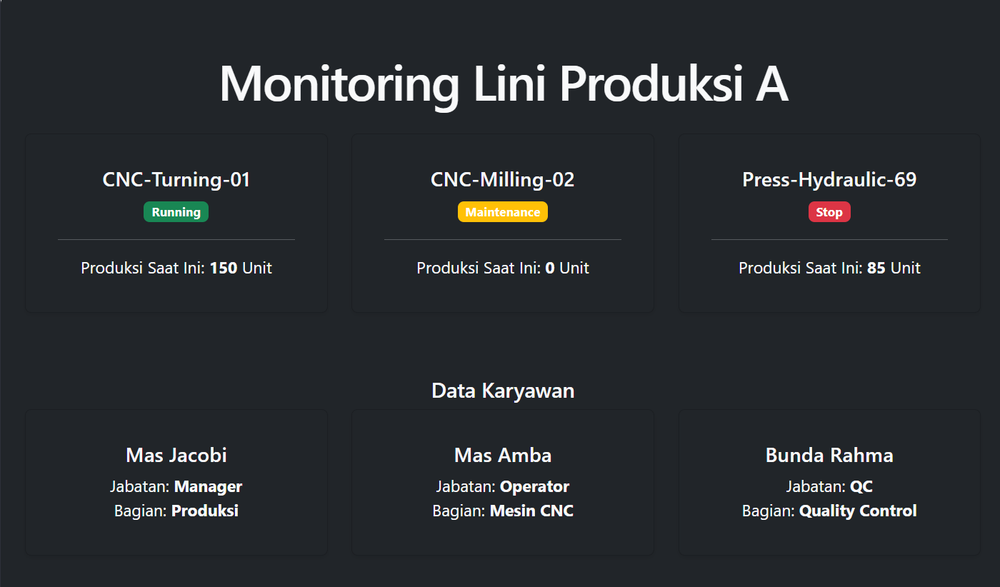 Monitoring Lini Produksi A
CNC-Turning-01
Running
Produksi Saat Ini: 150 Unit
CNC-Milling-02
Maintenance
Produksi Saat Ini: 0 Unit
Press-Hydraulic-69
Stop
Produksi Saat Ini: 85 Unit
Data Karyawan
Mas Jacobi
Jabatan: Manager
Bagian: Produksi
Mas Amba
Jabatan: Operator
Bagian: Mesin CNC
Bunda Rahma
Jabatan: QC
Bagian: Quality Control